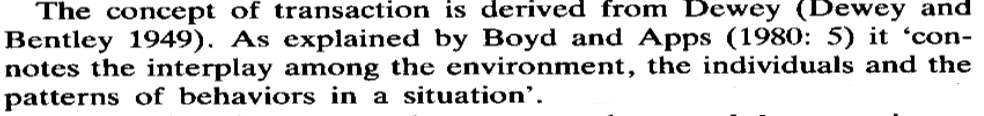 The concept of transaction is derived from Dewey (Dewey and
Bentley 1949). As explained by Boyd and Apps (1980: 5) it ‘con-
notes the interplay among the environment, the individuals and the
patterns of behaviors in a situation’.